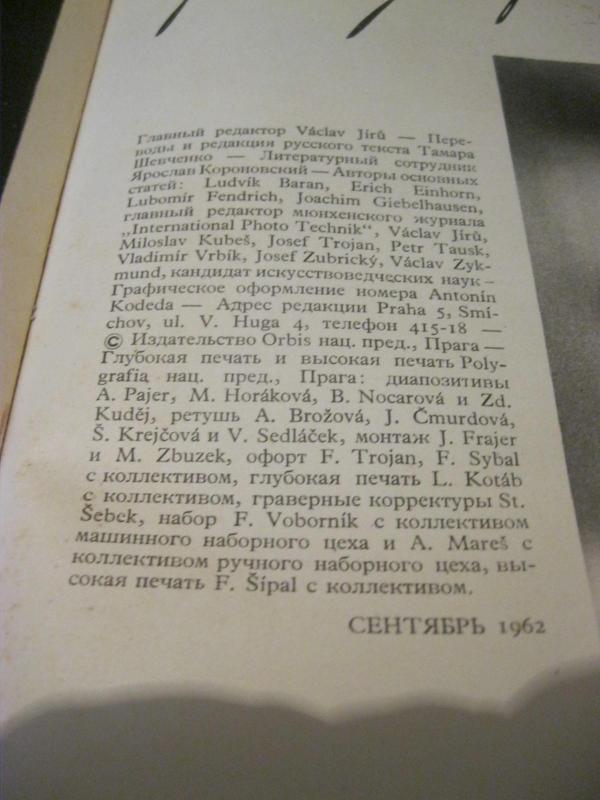 Главный редактор Václav Jírů — Пере-
воды и редакция русского текста Тамара
Шевченко — Литературный сотрудник
Ярослав Короновский — Авторы основных
статей: Ludvík Baran, Erich Einhorn,
Lubomír Fendrich, Joachim Giebelhausen,
главный редактор мюнхенского журнала
„International Photo Technik“, Václav Jírů,
Miloslav Kubeš, Josef Trojan, Petr Tausk,
Vladimír Vrbík, Josef Zubrický, Václav Zyk-
mund, кандидат искусствоведческих наук —
Графическое оформление номера Antonín
Kodeda — Адрес редакции Praha 5, Smí-
chov, ul. V. Huga 4, телефон 415-18 —
© Издательство Orbis нац. пред., Прага —
Глубокая печать и высокая печать Poly-
grafia нац. пред., Прага: диапозитивы
A. Pajer, M. Horáková, B. Nocarová и Zd.
Kuděj, ретушь A. Brožová, J. Čmurdová,
Š. Krejčová и V. Sedláček, монтаж J. Frajer
и M. Zbuzek, офорт F. Trojan, F. Sybal
с коллективом, глубокая печать L. Kotáb
с коллективом, граверные корректуры St.
Šebek, набор F. Voborník с коллективом
машинного наборного цеха и A. Mareš с
коллективом ручного наборного цеха, вы-
сокая печать F. Šípal с коллективом.
СЕНТЯБРЬ 1962